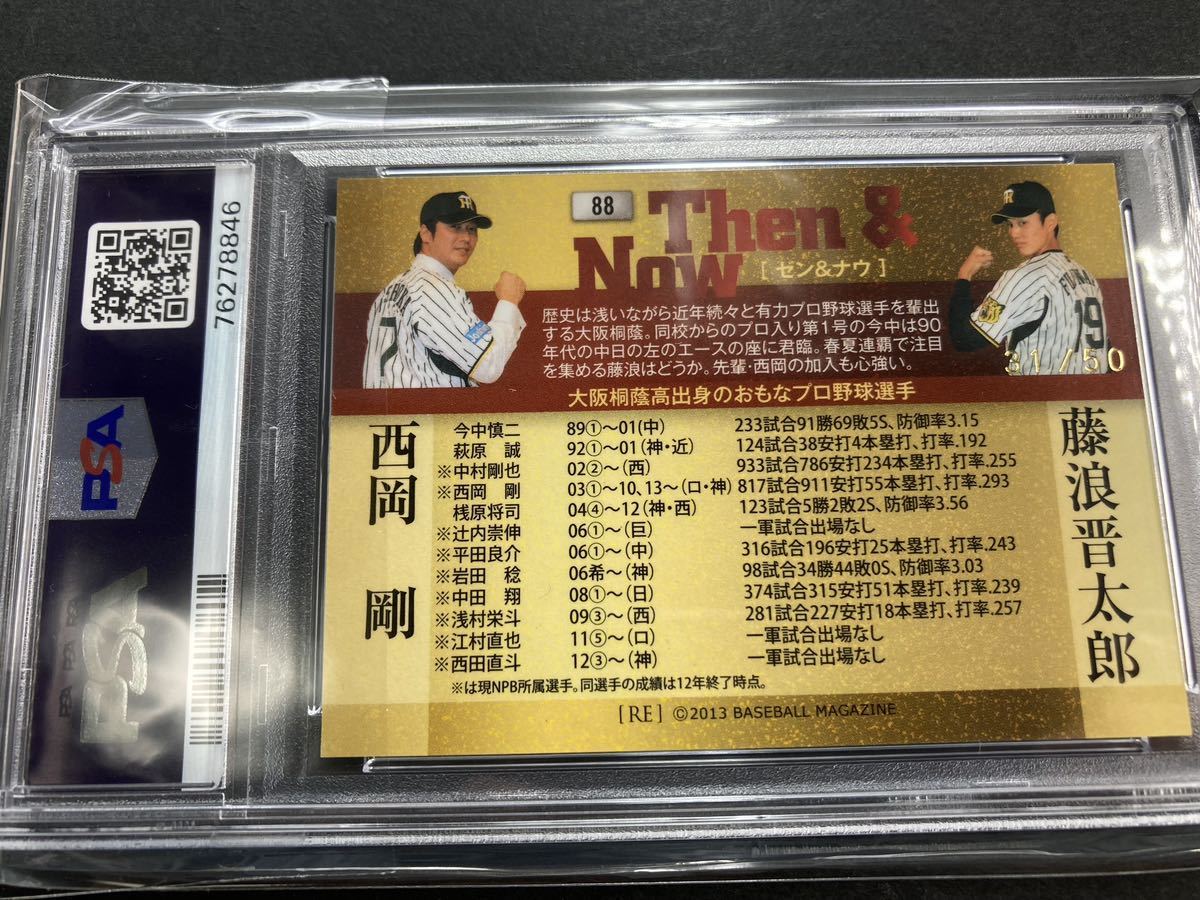 76278846
PSA
PSA
88
Then &
Now [ゼン&ナウ]
7
19
歴史は浅いながら近年続々と有力プロ野球選手を輩出
する大阪桐蔭。同校からのプロ入り第1号の今中は90
年代の中日の左のエースの座に君臨。春夏連覇で注目
を集める藤浪はどうか。先輩・西岡の加入も心強い。
31/50
大阪桐蔭高出身のおもなプロ野球選手
西岡 剛
今中慎二 89①〜01(中) 233試合91勝69敗5S、防御率3.15
萩原 誠 92①〜01(神・近) 124試合38安打4本塁打、打率.192
※中村剛也 02②〜(西) 933試合786安打234本塁打、打率.255
※西岡 剛 03①〜10、13〜(ロ・神) 817試合911安打55本塁打、打率.293
桟原将司 04④〜12(神・西) 123試合5勝2敗2S、防御率3.56
※辻内崇伸 06①〜(巨) 一軍試合出場なし
※平田良介 06①〜(中) 316試合196安打25本塁打、打率.243
※岩田 稔 06希〜(神) 98試合34勝44敗0S、防御率3.03
※中田 翔 08①〜(日) 374試合315安打51本塁打、打率.239
※浅村栄斗 09③〜(西) 281試合227安打18本塁打、打率.257
※江村直也 11⑤〜(ロ) 一軍試合出場なし
※西田直斗 12③〜(神) 一軍試合出場なし
※は現NPB所属選手。同選手の成績は12年終了時点。
藤浪晋太郎
[RE] ©2013 BASEBALL MAGAZINE